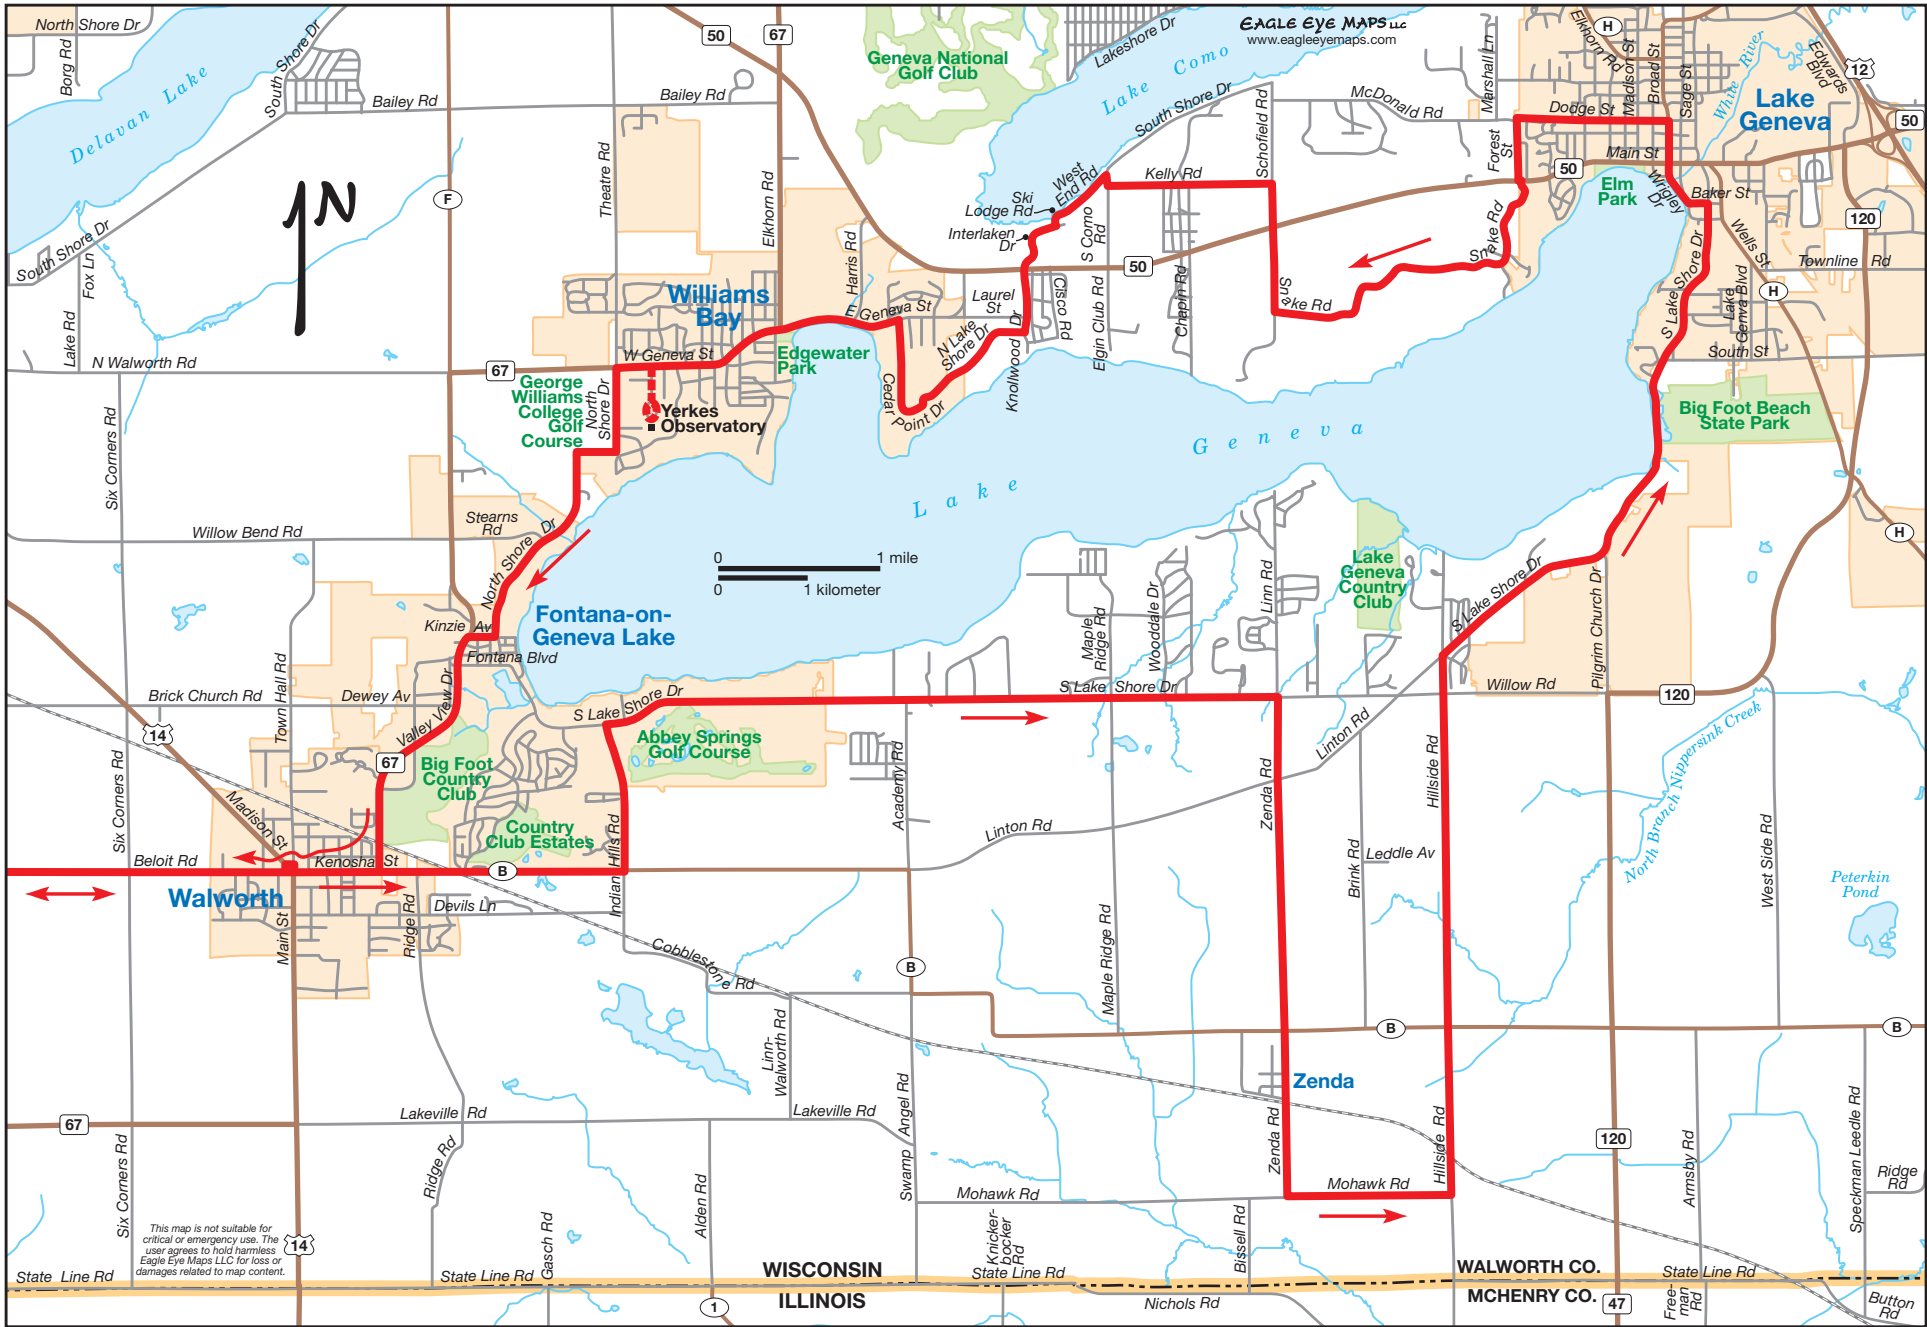 North Shore Dr
Borg Rd
South Shore Dr
Delavan Lake
Bailey Rd
50
67
Bailey Rd
Geneva National
Golf Club
Lakeshore Dr
EAGLE EYE MAPS LLC
www.eagleeyemaps.com
Lake Como
South Shore Dr
Schofield Rd
McDonald Rd
Marshall Ln
Elkhorn Rd
H
Madison St
Broad St
Sage St
White River
Edwards
Blvd
12
Lake
Geneva
50
Dodge St
Forest
St
Main St
50
Elm
Park
Wrigley
Dr
Baker St
120
N
F
Theatre Rd
Elkhorn Rd
South Shore Dr
Fox Ln
Lake Rd
Harris Rd
Ski
Lodge Rd
West
End Rd
Interlaken
Dr
Kelly Rd
S Como
Rd
50
Snake Rd
Snake Rd
S Lake Shore Dr
Wells St
Townline Rd
H
Lake
Geneva Blvd
South St
Williams
Bay
E Geneva St
Laurel
St
Cisco Rd
Elgin Club Rd
Chapin Rd
N Lake
Shore Dr
Knollwood Dr
N Walworth Rd
67
W Geneva St
Edgewater
Park
Cedar
Point Dr
George
Williams
College
Golf
Course
North
Shore Dr
Yerkes
Observatory
Big Foot Beach
State Park
Lake Geneva
Six Corners Rd
Willow Bend Rd
Stearns
Rd
North Shore Dr
0 1 mile
0 1 kilometer
H
Lake
Geneva
Country
Club
Linn Rd
Wooddale Dr
Maple
Ridge Rd
S Lake Shore Dr
Pilgrim Church Dr
Fontana-on-
Geneva Lake
Kinzie Av
Fontana Blvd
Town Hall Rd
Brick Church Rd
Dewey Av
Valley View Dr
S Lake Shore Dr
S Lake Shore Dr
Willow Rd
120
14
67
Big Foot
Country
Club
Abbey Springs
Golf Course
Linton Rd
North Branch Nippersink Creek
Six Corners Rd
Madison St
Country
Club Estates
Indian Hills Rd
Academy Rd
Linton Rd
Zenda Rd
Hillside Rd
Brink Rd
Leddle Av
West Side Rd
Peterkin
Pond
Beloit Rd
Kenosha St
B
Walworth
Main St
Ridge Rd
Devils Ln
Cobblestone Rd
B
Maple Ridge Rd
B
B
Linn-
Walworth Rd
Zenda
67
Lakeville Rd
Lakeville Rd
Swamp Angel Rd
Zenda Rd
Hillside Rd
120
Armsby Rd
Speckman Leedle Rd
Ridge
Rd
Six Corners Rd
Ridge Rd
Alden Rd
Mohawk Rd
Mohawk Rd
This map is not suitable for
critical or emergency use. The
user agrees to hold harmless
Eagle Eye Maps LLC for loss or
damages related to map content.
14
Gasch Rd
Knicker-
bocker
Rd
Bissell Rd
State Line Rd
State Line Rd
WISCONSIN
State Line Rd
WALWORTH CO.
State Line Rd
ILLINOIS
1
Nichols Rd
MCHENRY CO.
47
Free-
man
Rd
Button
Rd